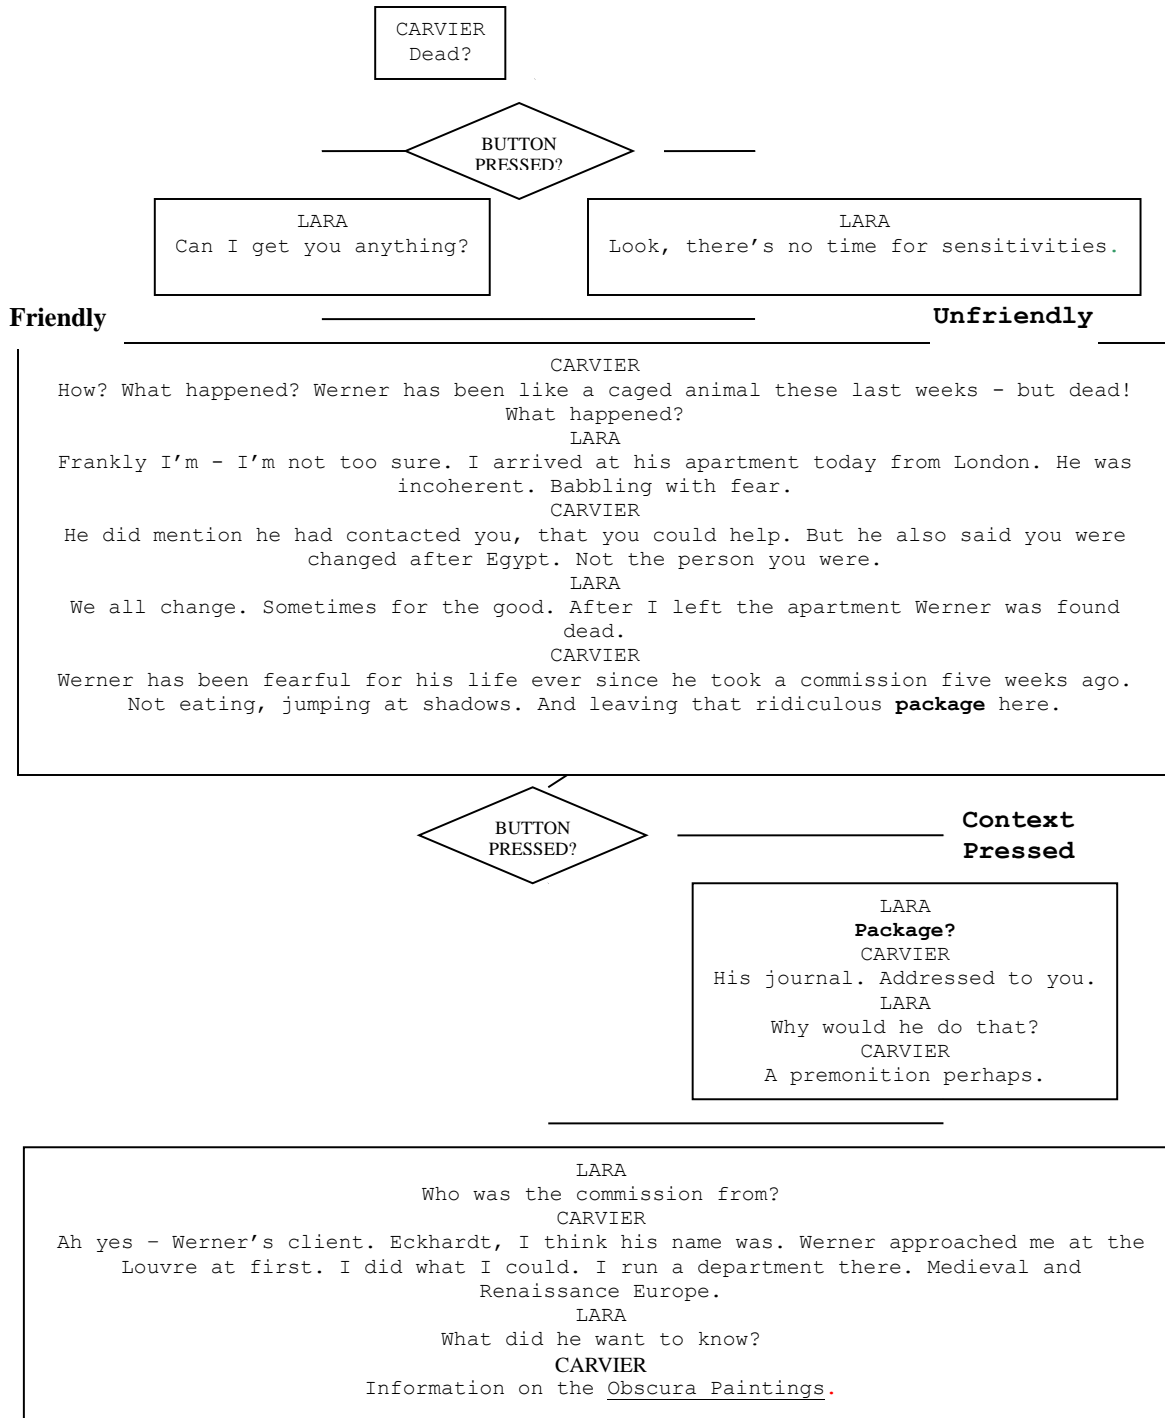 CARVIER
Dead?
BUTTON
PRESSED?
LARA
Can I get you anything?
LARA
Look, there’s no time for sensitivities.
Friendly
Unfriendly
CARVIER
How? What happened? Werner has been like a caged animal these last weeks – but dead!
What happened?
LARA
Frankly I’m – I’m not too sure. I arrived at his apartment today from London. He was
incoherent. Babbling with fear.
CARVIER
He did mention he had contacted you, that you could help. But he also said you were
changed after Egypt. Not the person you were.
LARA
We all change. Sometimes for the good. After I left the apartment Werner was found
dead.
CARVIER
Werner has been fearful for his life ever since he took a commission five weeks ago.
Not eating, jumping at shadows. And leaving that ridiculous package here.
BUTTON
PRESSED?
Context
Pressed
LARA
Package?
CARVIER
His journal. Addressed to you.
LARA
Why would he do that?
CARVIER
A premonition perhaps.
LARA
Who was the commission from?
CARVIER
Ah yes – Werner’s client. Eckhardt, I think his name was. Werner approached me at the
Louvre at first. I did what I could. I run a department there. Medieval and
Renaissance Europe.
LARA
What did he want to know?
CARVIER
Information on the Obscura Paintings.